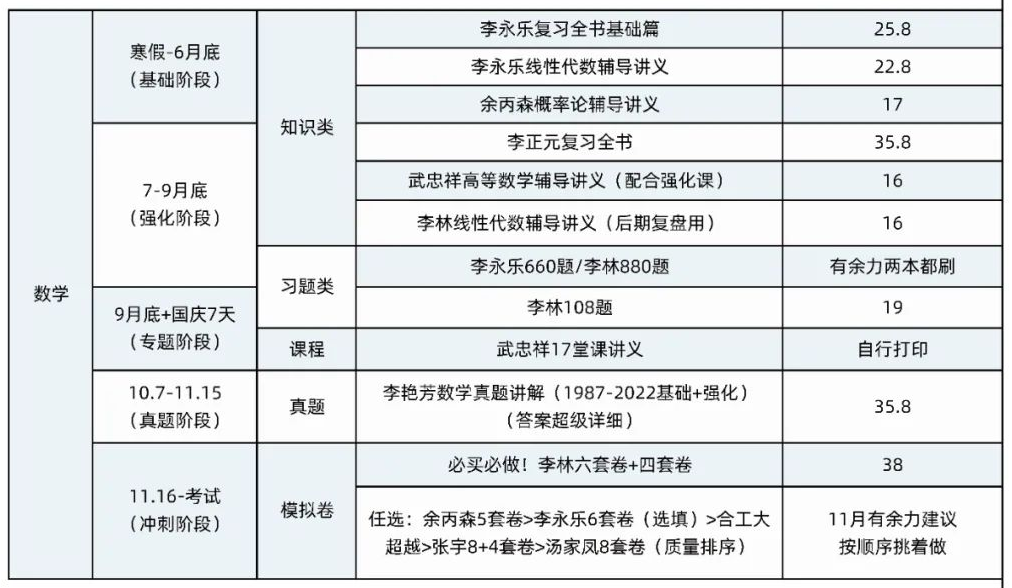 数学
寒假-6月底
（基础阶段）
知识类
李永乐复习全书基础篇
25.8
李永乐线性代数辅导讲义
22.8
余丙森概率论辅导讲义
17
7-9月底
（强化阶段）
李正元复习全书
35.8
武忠祥高等数学辅导讲义（配合强化课）
16
李林线性代数辅导讲义（后期复盘用）
16
习题类
李永乐660题/李林880题
有余力两本都刷
9月底+国庆7天
（专题阶段）
李林108题
19
课程
武忠祥17堂课讲义
自行打印
10.7-11.15
（真题阶段）
真题
李艳芳数学真题讲解（1987-2022基础+强化）
（答案超级详细）
35.8
11.16-考试
（冲刺阶段）
模拟卷
必买必做！李林六套卷+四套卷
38
任选：余丙森5套卷>李永乐6套卷（选填）>合工大
超越>张宇8+4套卷>汤家凤8套卷（质量排序）
11月有余力建议
按顺序挑着做